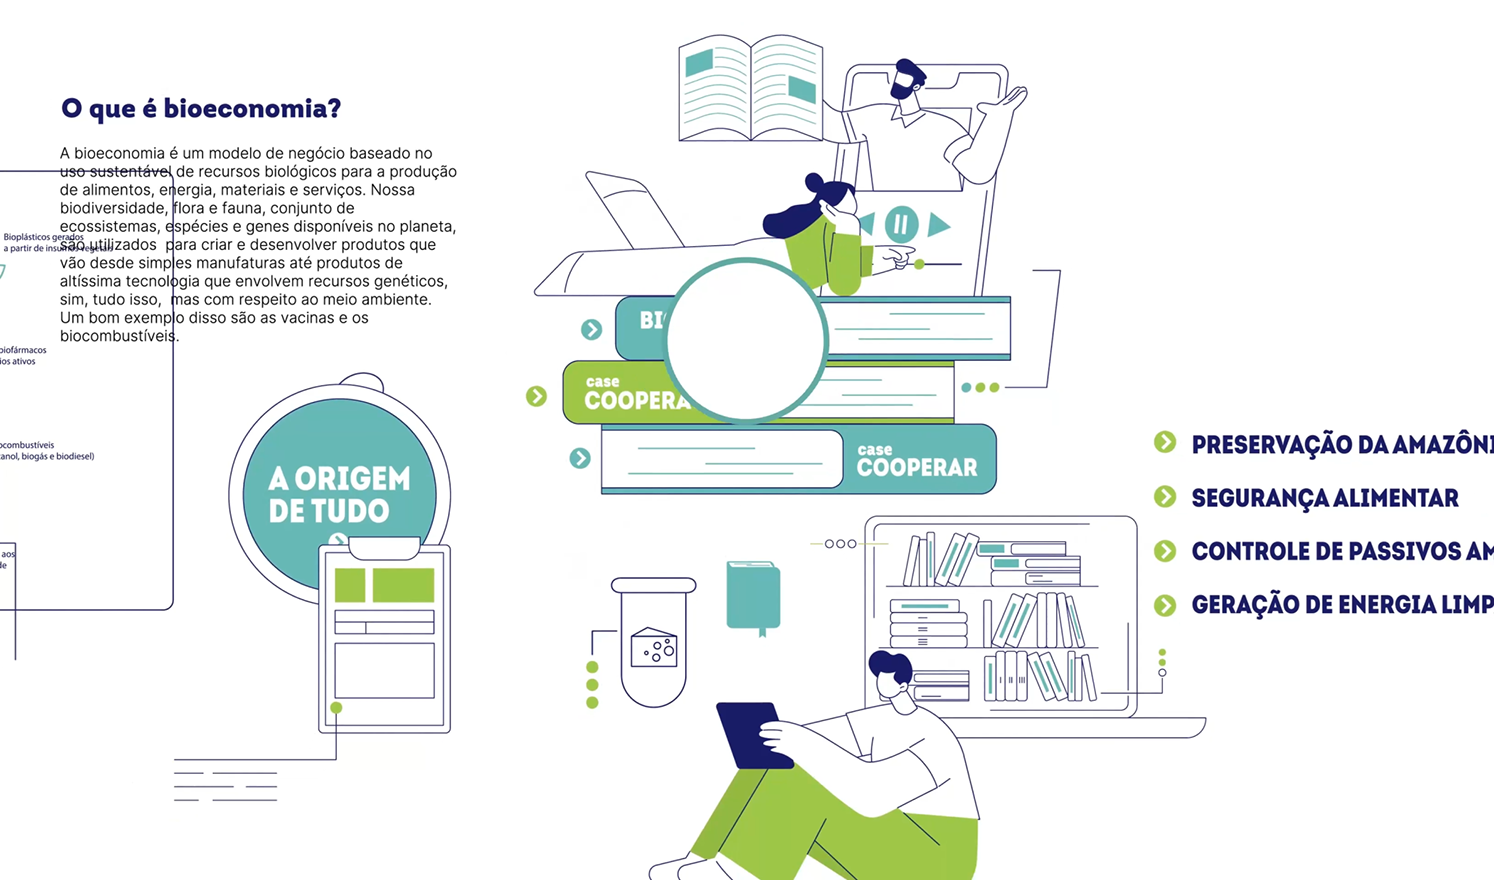 O que é bioeconomia?
A bioeconomia é um modelo de negócio baseado no
uso sustentável de recursos biológicos para a produção
de alimentos, energia, materiais e serviços. Nossa
biodiversidade, flora e fauna, conjunto de
ecossistemas, espécies e genes disponíveis no planeta,
são utilizados para criar e desenvolver produtos que
vão desde simples manufaturas até produtos de
altíssima tecnologia que envolvem recursos genéticos,
sim, tudo isso, mas com respeito ao meio ambiente.
Um bom exemplo disso são as vacinas e os
biocombustíveis.
Bioplásticos gerados
a partir de insumos vegetais
biofármacos
ios ativos
ocombustíveis
anol, biogás e biodiesel)
aos
de
A ORIGEM
DE TUDO
BI
case
COOPERA
case
COOPERAR
PRESERVAÇÃO DA AMAZÔNI
SEGURANÇA ALIMENTAR
CONTROLE DE PASSIVOS AM
GERAÇÃO DE ENERGIA LIMP